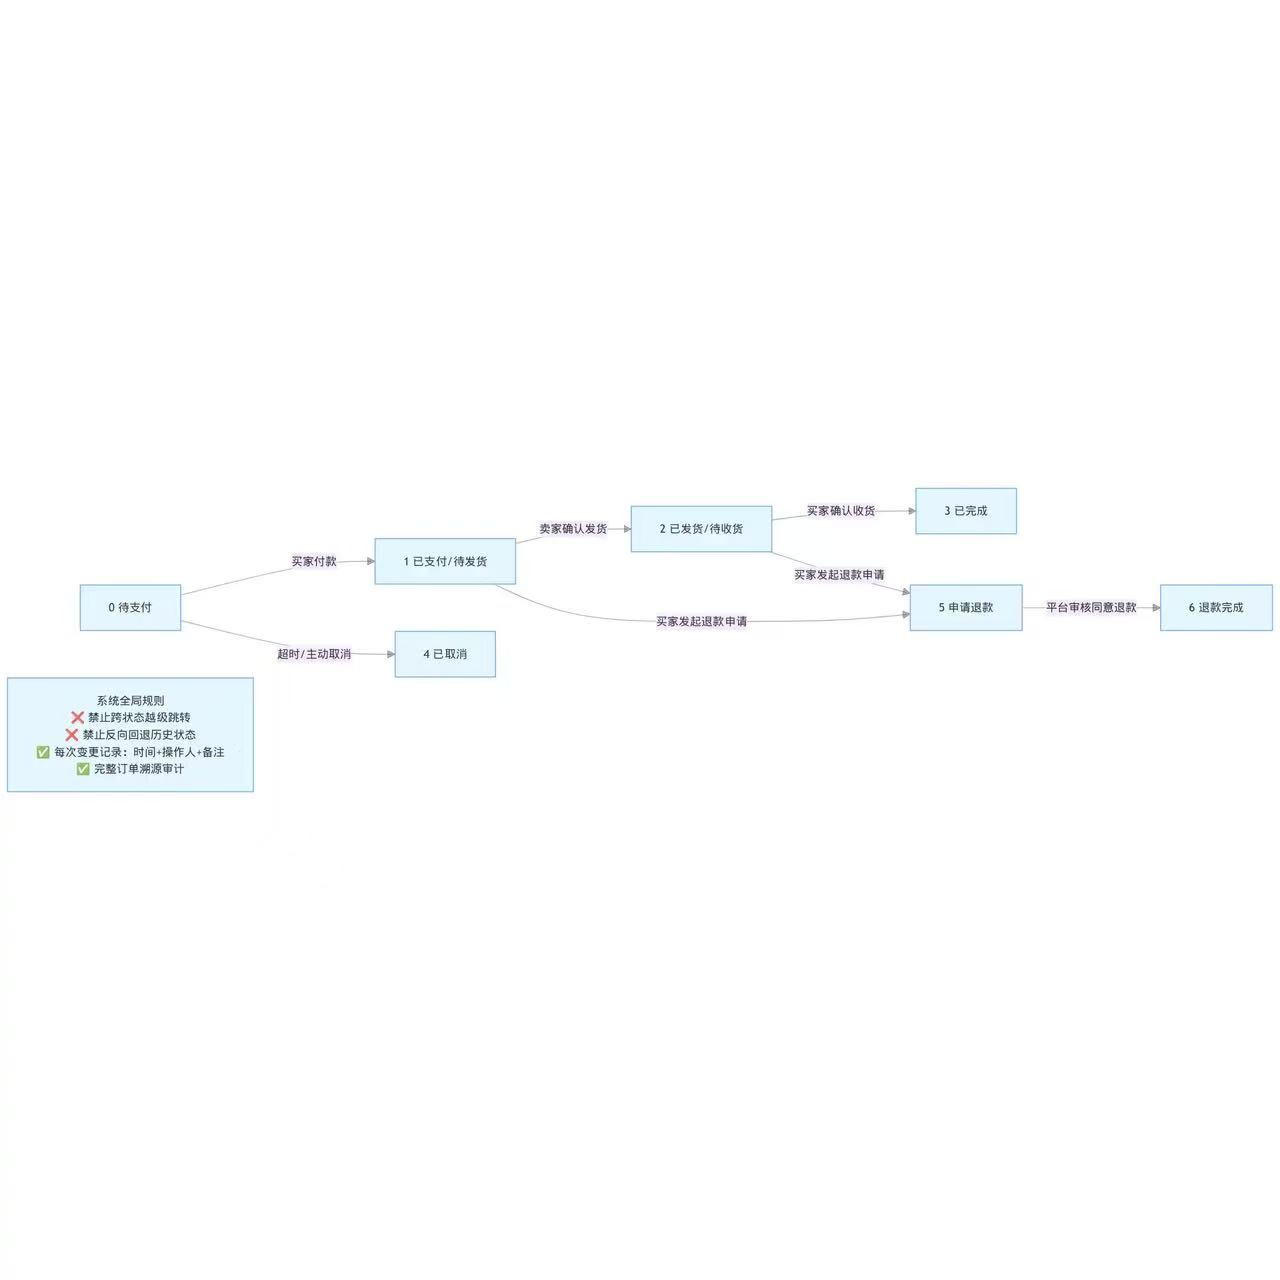 3 已完成
买家确认收货
卖家确认发货
2 已发货/待收货
买家付款
1 已支付/待发货
买家发起退款申请
0 待支付
5 申请退款
平台审核同意退款
6 退款完成
买家发起退款申请
超时/主动取消
4 已取消
系统全局规则
❌ 禁止跨状态越级跳转
❌ 禁止反向回退历史状态
✅ 每次变更记录：时间+操作人+备注
✅ 完整订单溯源审计